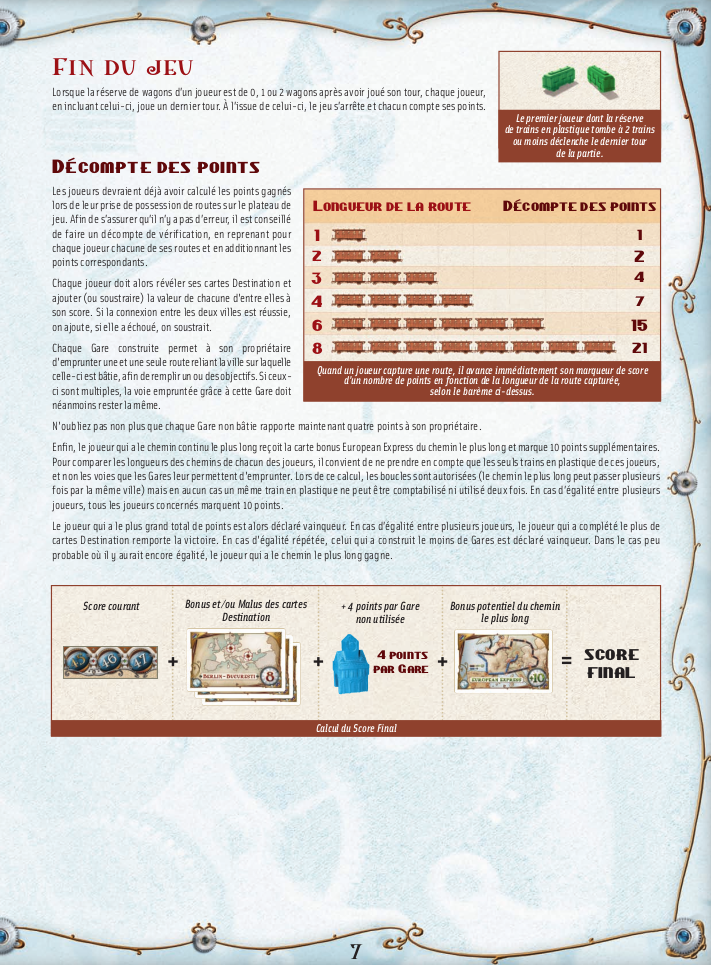 FIN DU JEU
Lorsque la réserve de wagons d'un joueur est de 0, 1 ou 2 wagons après avoir joué son tour, chaque joueur,
en incluant celui-ci, joue un dernier tour. À l'issue de celui-ci, le jeu s'arrête et chacun compte ses points.
Le premier joueur dont la réserve
de trains en plastique tombe à 2 trains
ou moins déclenche le dernier tour
de la partie.
DÉCOMPTE DES POINTS
Les joueurs devraient déjà avoir calculé les points gagnés
lors de leur prise de possession de routes sur le plateau de
jeu. Afin de s'assurer qu'il n'y a pas d'erreur, il est conseillé
de faire un décompte de vérification, en reprenant pour
chaque joueur chacune de ses routes et en additionnant les
points correspondants.
Chaque joueur doit alors révéler ses cartes Destination et
ajouter (ou soustraire) la valeur de chacune d'entre elles à
son score. Si la connexion entre les deux villes est réussie,
on ajoute, si elle a échoué, on soustrait.
Chaque Gare construite permet à son propriétaire
d'emprunter une et une seule route reliant la ville sur laquelle
celle-ci est bâtie, afin de remplir un ou des objectifs. Si ceux-
ci sont multiples, la voie empruntée grâce à cette Gare doit
néanmoins rester la même.
LONGUEUR DE LA ROUTE DÉCOMPTE DES POINTS
1 1
2 2
3 4
4 7
6 15
8 21
Quand un joueur capture une route, il avance immédiatement son marqueur de score
d'un nombre de points en fonction de la longueur de la route capturée,
selon le barème ci-dessus.
N'oubliez pas non plus que chaque Gare non bâtie rapporte maintenant quatre points à son propriétaire.
Enfin, le joueur qui a le chemin continu le plus long reçoit la carte bonus European Express du chemin le plus long et marque 10 points supplémentaires.
Pour comparer les longueurs des chemins de chacun des joueurs, il convient de ne prendre en compte que les seuls trains en plastique de ces joueurs,
et non les voies que les Gares leur permettent d'emprunter. Lors de ce calcul, les boucles sont autorisées (le chemin le plus long peut passer plusieurs
fois par la même ville) mais en aucun cas un même train en plastique ne peut être comptabilisé ni utilisé deux fois. En cas d'égalité entre plusieurs
joueurs, tous les joueurs concernés marquent 10 points.
Le joueur qui a le plus grand total de points est alors déclaré vainqueur. En cas d'égalité entre plusieurs joueurs, le joueur qui a complété le plus de
cartes Destination remporte la victoire. En cas d'égalité répétée, celui qui a construit le moins de Gares est déclaré vainqueur. Dans le cas peu
probable où il y aurait encore égalité, le joueur qui a le chemin le plus long gagne.
Score courant
Bonus et/ou Malus des cartes
Destination
+ 4 points par Gare
non utilisée
Bonus potentiel du chemin
le plus long
45 46 47
+
BERLIN-BUCURESTI 8
+
4 POINTS
PAR GARE
+
EUROPEAN EXPRESS +10
=
SCORE
FINAL
Calcul du Score Final
7